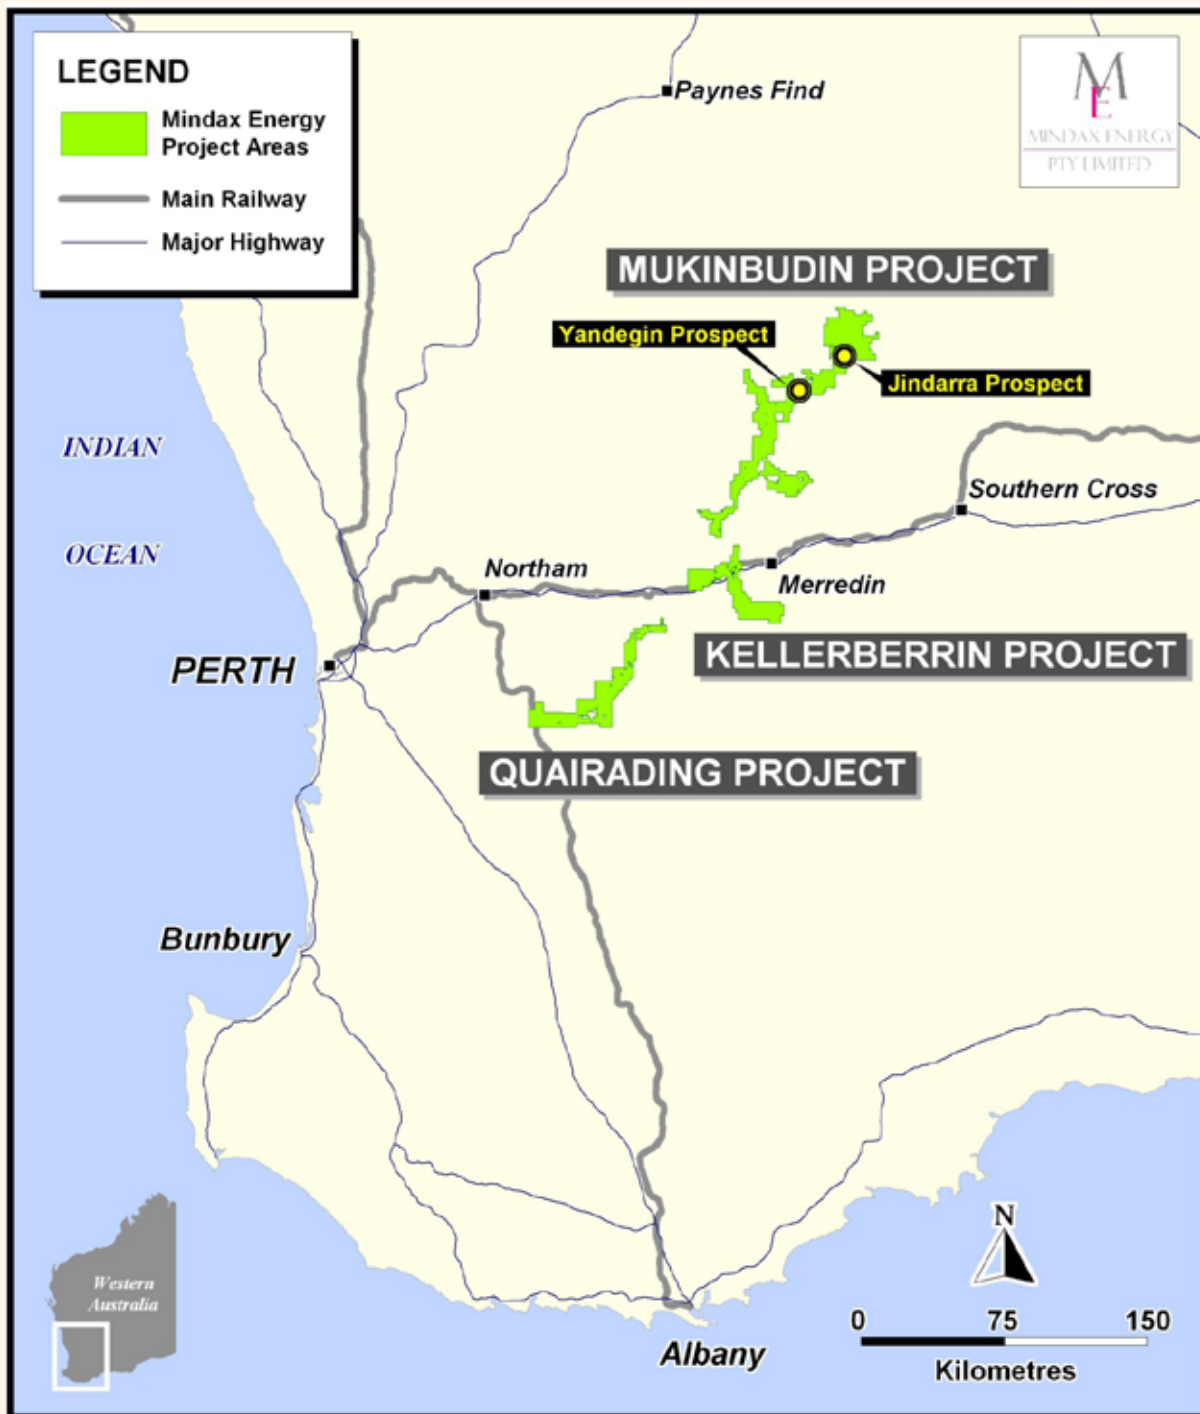 LEGEND
Mindax Energy
Project Areas
Main Railway
Major Highway
Paynes Find
ME
MINDAX ENERGY
PTY LIMITED
MUKINBUDIN PROJECT
Yandegin Prospect
Jindarra Prospect
INDIAN
OCEAN
Southern Cross
Northam
Merredin
PERTH
KELLERBERRIN PROJECT
QUAIRADING PROJECT
Bunbury
Western
Australia
N
0 75 150
Kilometres
Albany